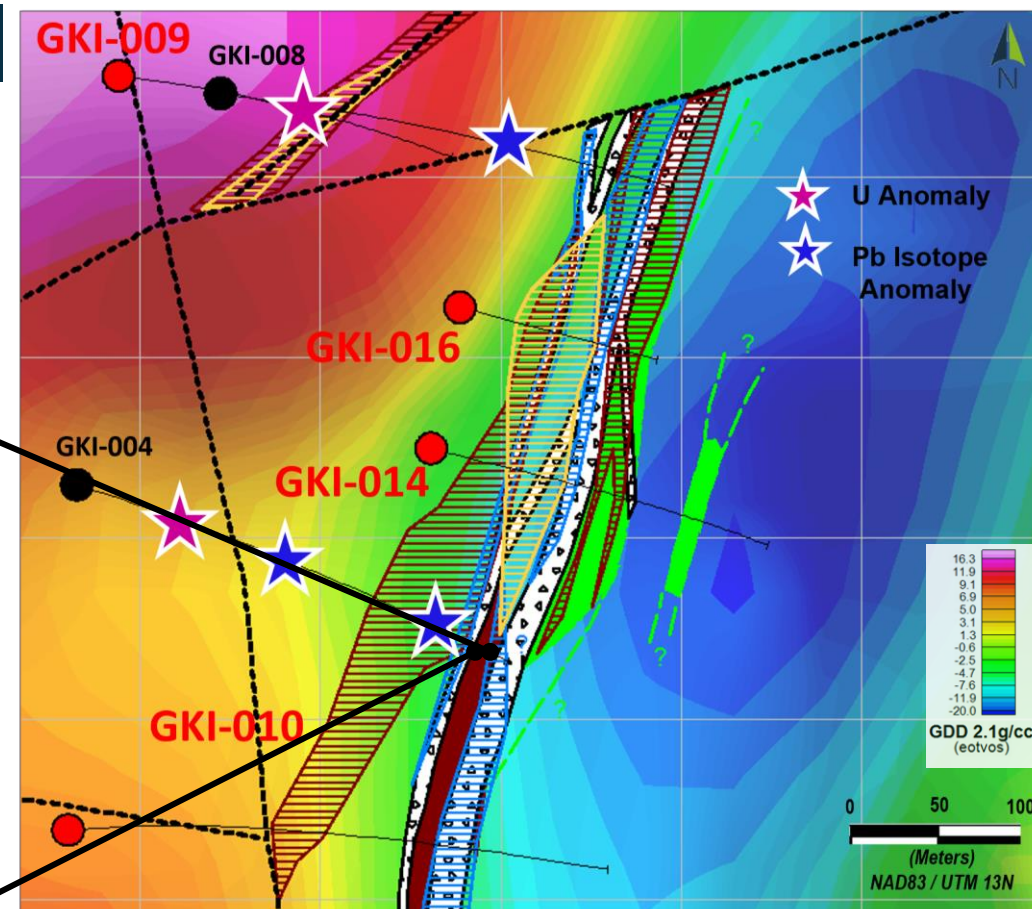 GKI-009
GKI-008
N
?
U Anomaly
Pb Isotope
Anomaly
GKI-016
?
GKI-004
GKI-014
?
?
GKI-010
16.3
11.9
9.1
6.9
5.0
3.1
1.3
-0.6
-2.5
-4.7
-7.6
-11.9
-20.0
GDD 2.1g/cc
(eotvos)
0 50 100
(Meters)
NAD83 / UTM 13N